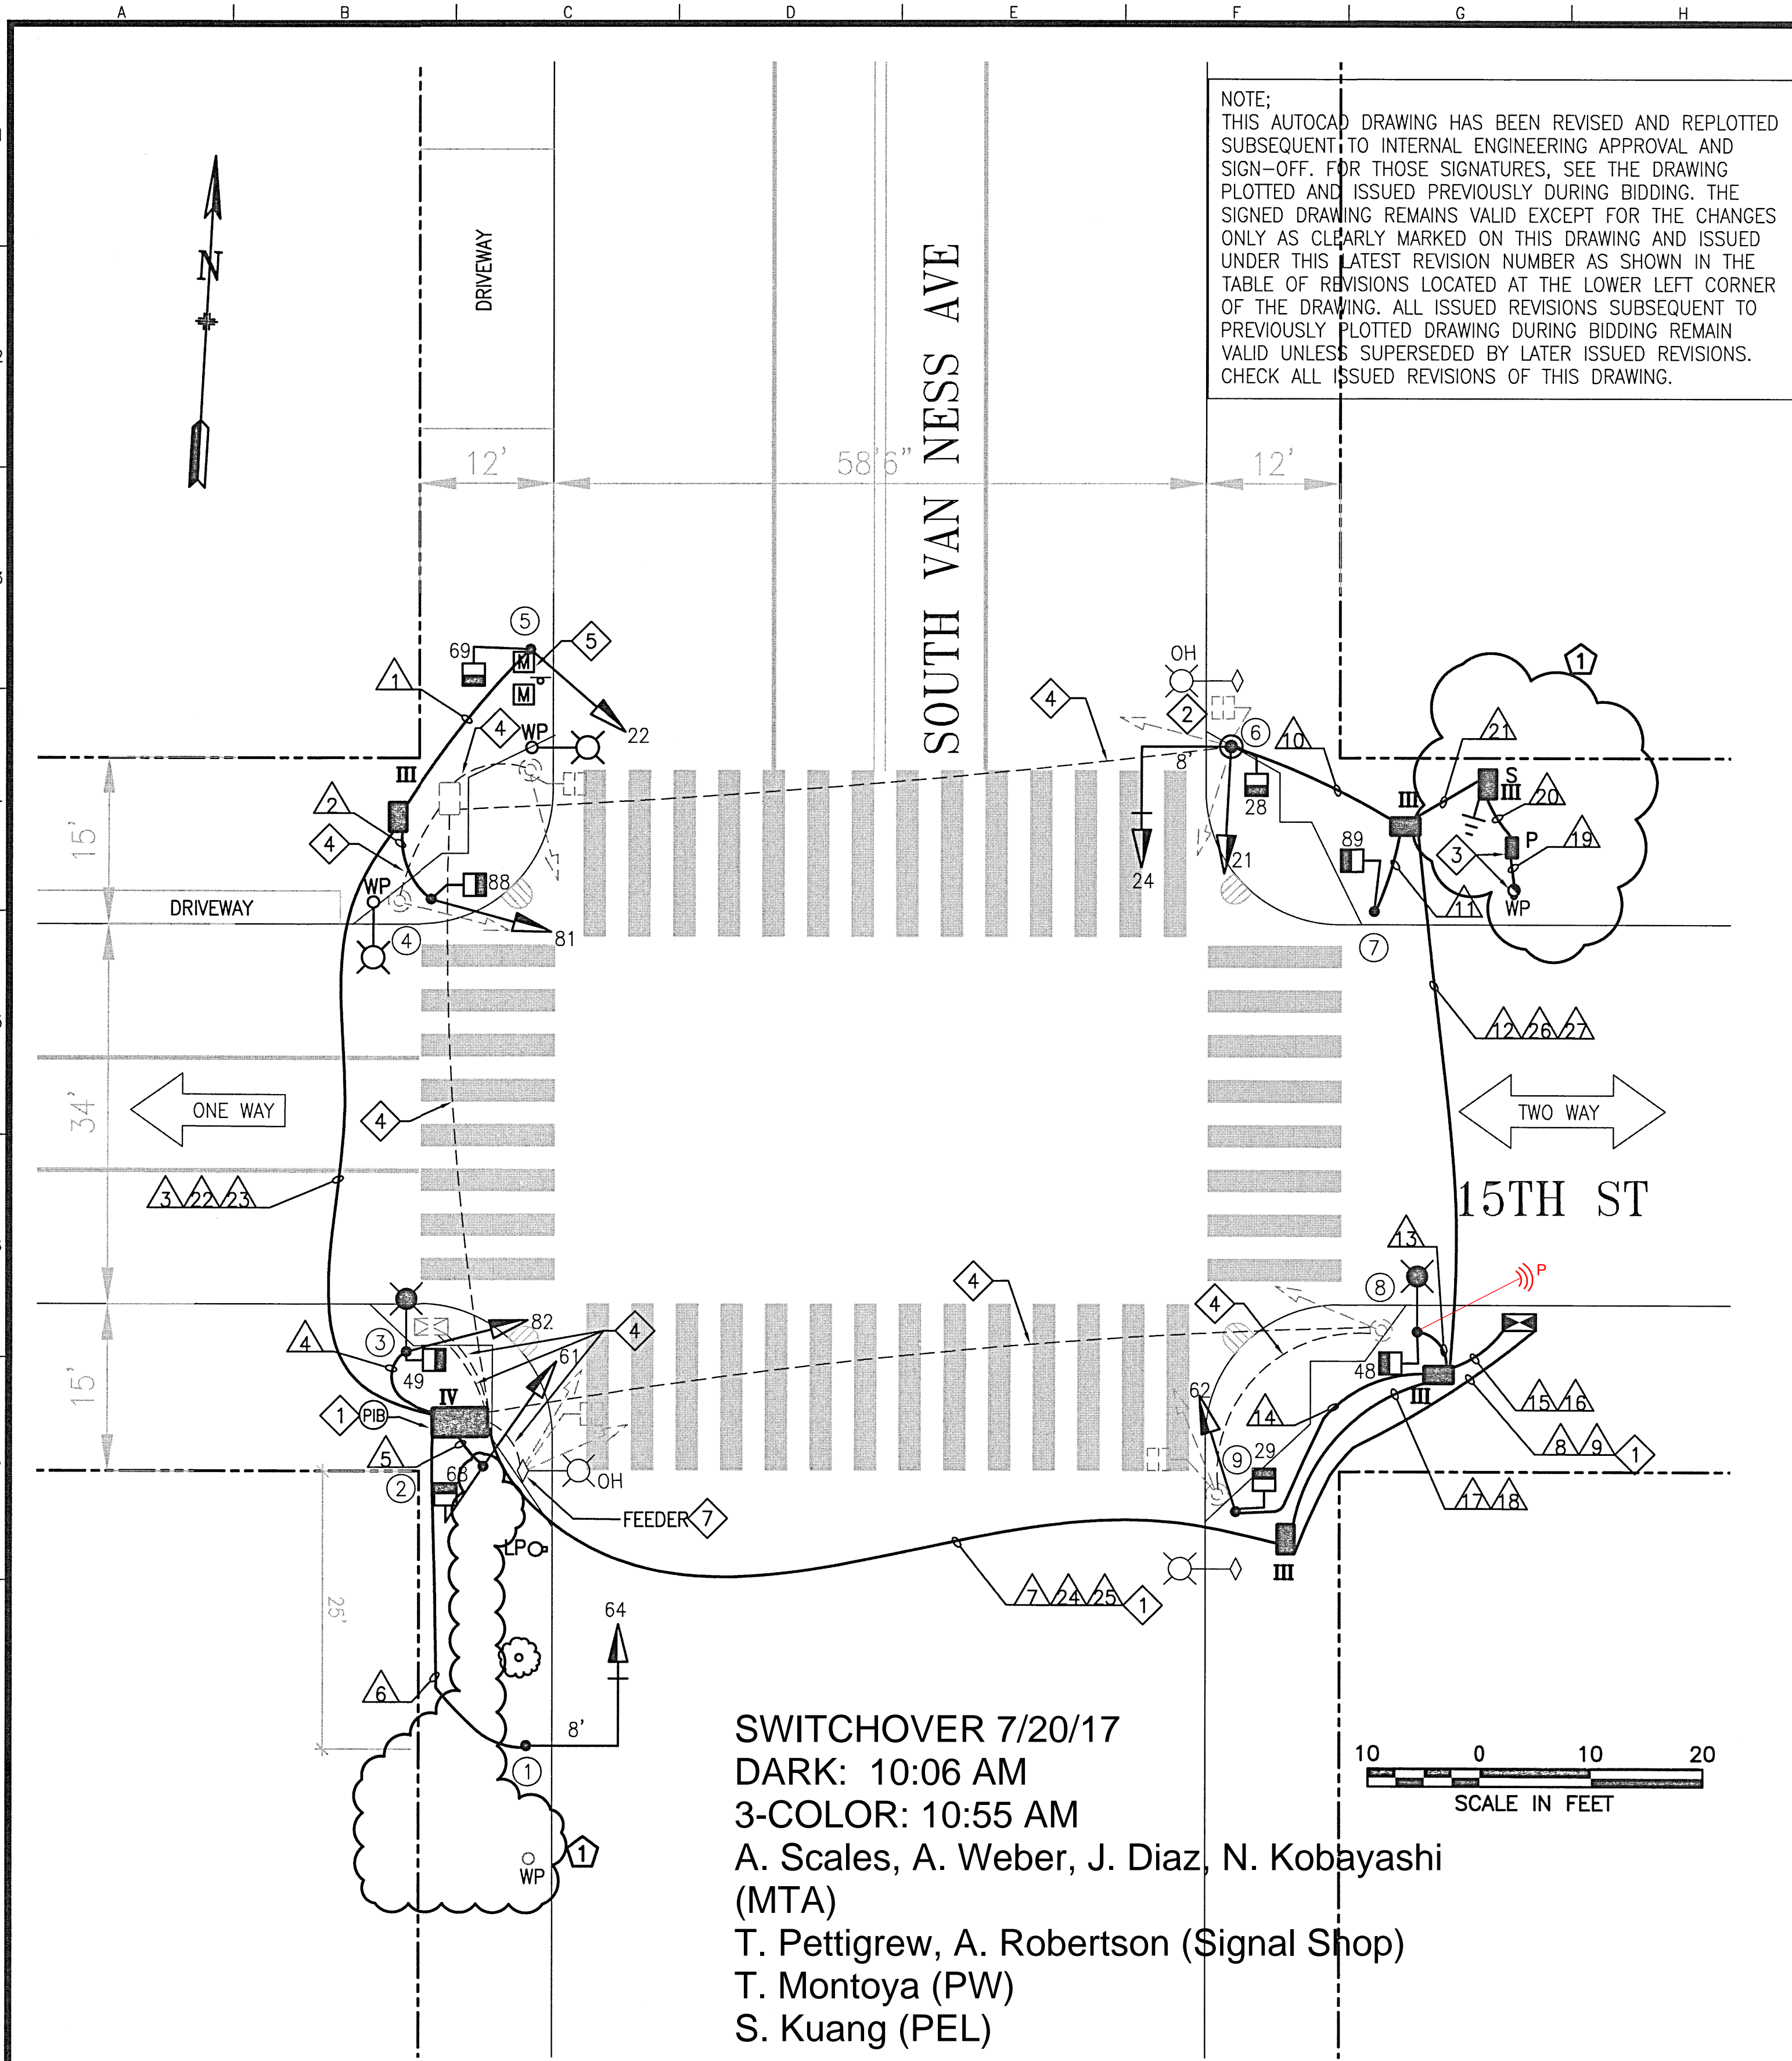 A B C D E F G H
NOTE;
THIS AUTOCAD DRAWING HAS BEEN REVISED AND REPLOTTED
SUBSEQUENT TO INTERNAL ENGINEERING APPROVAL AND
SIGN-OFF. FOR THOSE SIGNATURES, SEE THE DRAWING
PLOTTED AND ISSUED PREVIOUSLY DURING BIDDING. THE
SIGNED DRAWING REMAINS VALID EXCEPT FOR THE CHANGES
ONLY AS CLEARLY MARKED ON THIS DRAWING AND ISSUED
UNDER THIS LATEST REVISION NUMBER AS SHOWN IN THE
TABLE OF REVISIONS LOCATED AT THE LOWER LEFT CORNER
OF THE DRAWING. ALL ISSUED REVISIONS SUBSEQUENT TO
PREVIOUSLY PLOTTED DRAWING DURING BIDDING REMAIN
VALID UNLESS SUPERSEDED BY LATER ISSUED REVISIONS.
CHECK ALL ISSUED REVISIONS OF THIS DRAWING.
N
DRIVEWAY
SOUTH VAN NESS AVE
12'
58'6"
12'
5
69
M
5
M
1
4
WP
22
III
2
4
88
WP
81
4
DRIVEWAY
15'
OH
4
2
6
8'
10
28
24
21
1
21
S
III
III
20
P
19
3
89
WP
11
7
12 26 27
34'
ONE WAY
4
3 22 23
TWO WAY
15TH ST
13
8
P
4
4
4
82
4
3
61
49
IV
1
PIB
5
68
2
OH
FEEDER
7
LP
15'
48
III
62
14
15 16
8 9 1
9
29
17 18
III
7 24 25 1
25'
64
6
8'
1
1
WP
SWITCHOVER 7/20/17
DARK: 10:06 AM
3-COLOR: 10:55 AM
A. Scales, A. Weber, J. Diaz, N. Kobayashi
(MTA)
T. Pettigrew, A. Robertson (Signal Shop)
T. Montoya (PW)
S. Kuang (PEL)
10 0 10 20
SCALE IN FEET